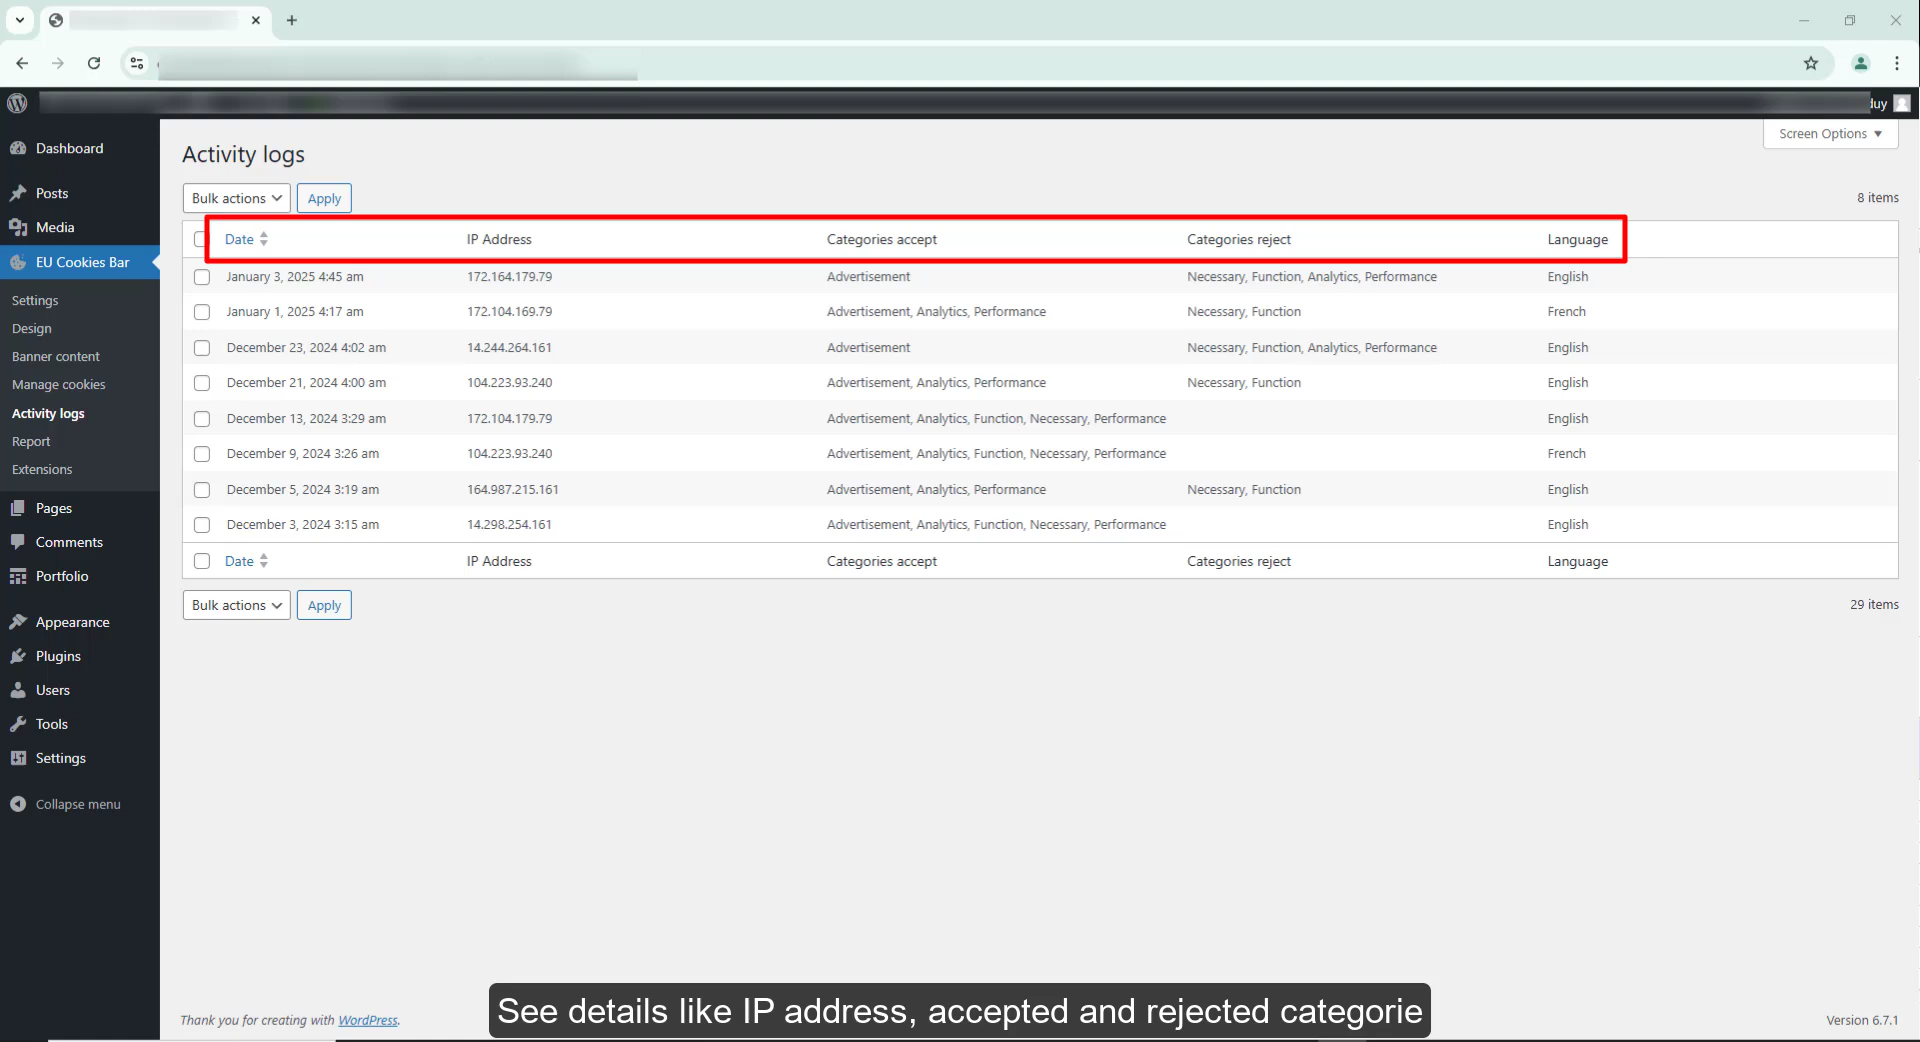 duy
Screen Options
Dashboard
Posts
Media
EU Cookies Bar
Settings
Design
Banner content
Manage cookies
Activity logs
Report
Extensions
Pages
Comments
Portfolio
Appearance
Plugins
Users
Tools
Settings
Collapse menu
Activity logs
Bulk actions Apply 8 items
Date IP Address Categories accept Categories reject Language
January 3, 2025 4:45 am 172.164.179.79 Advertisement Necessary, Function, Analytics, Performance English
January 1, 2025 4:17 am 172.104.169.79 Advertisement, Analytics, Performance Necessary, Function French
December 23, 2024 4:02 am 14.244.264.161 Advertisement Necessary, Function, Analytics, Performance English
December 21, 2024 4:00 am 104.223.93.240 Advertisement, Analytics, Performance Necessary, Function English
December 13, 2024 3:29 am 172.104.179.79 Advertisement, Analytics, Function, Necessary, Performance English
December 9, 2024 3:26 am 104.223.93.240 Advertisement, Analytics, Function, Necessary, Performance French
December 5, 2024 3:19 am 164.987.215.161 Advertisement, Analytics, Performance Necessary, Function English
December 3, 2024 3:15 am 14.298.254.161 Advertisement, Analytics, Function, Necessary, Performance English
Date IP Address Categories accept Categories reject Language
Bulk actions Apply 29 items
See details like IP address, accepted and rejected categorie
Thank you for creating with WordPress. Version 6.7.1